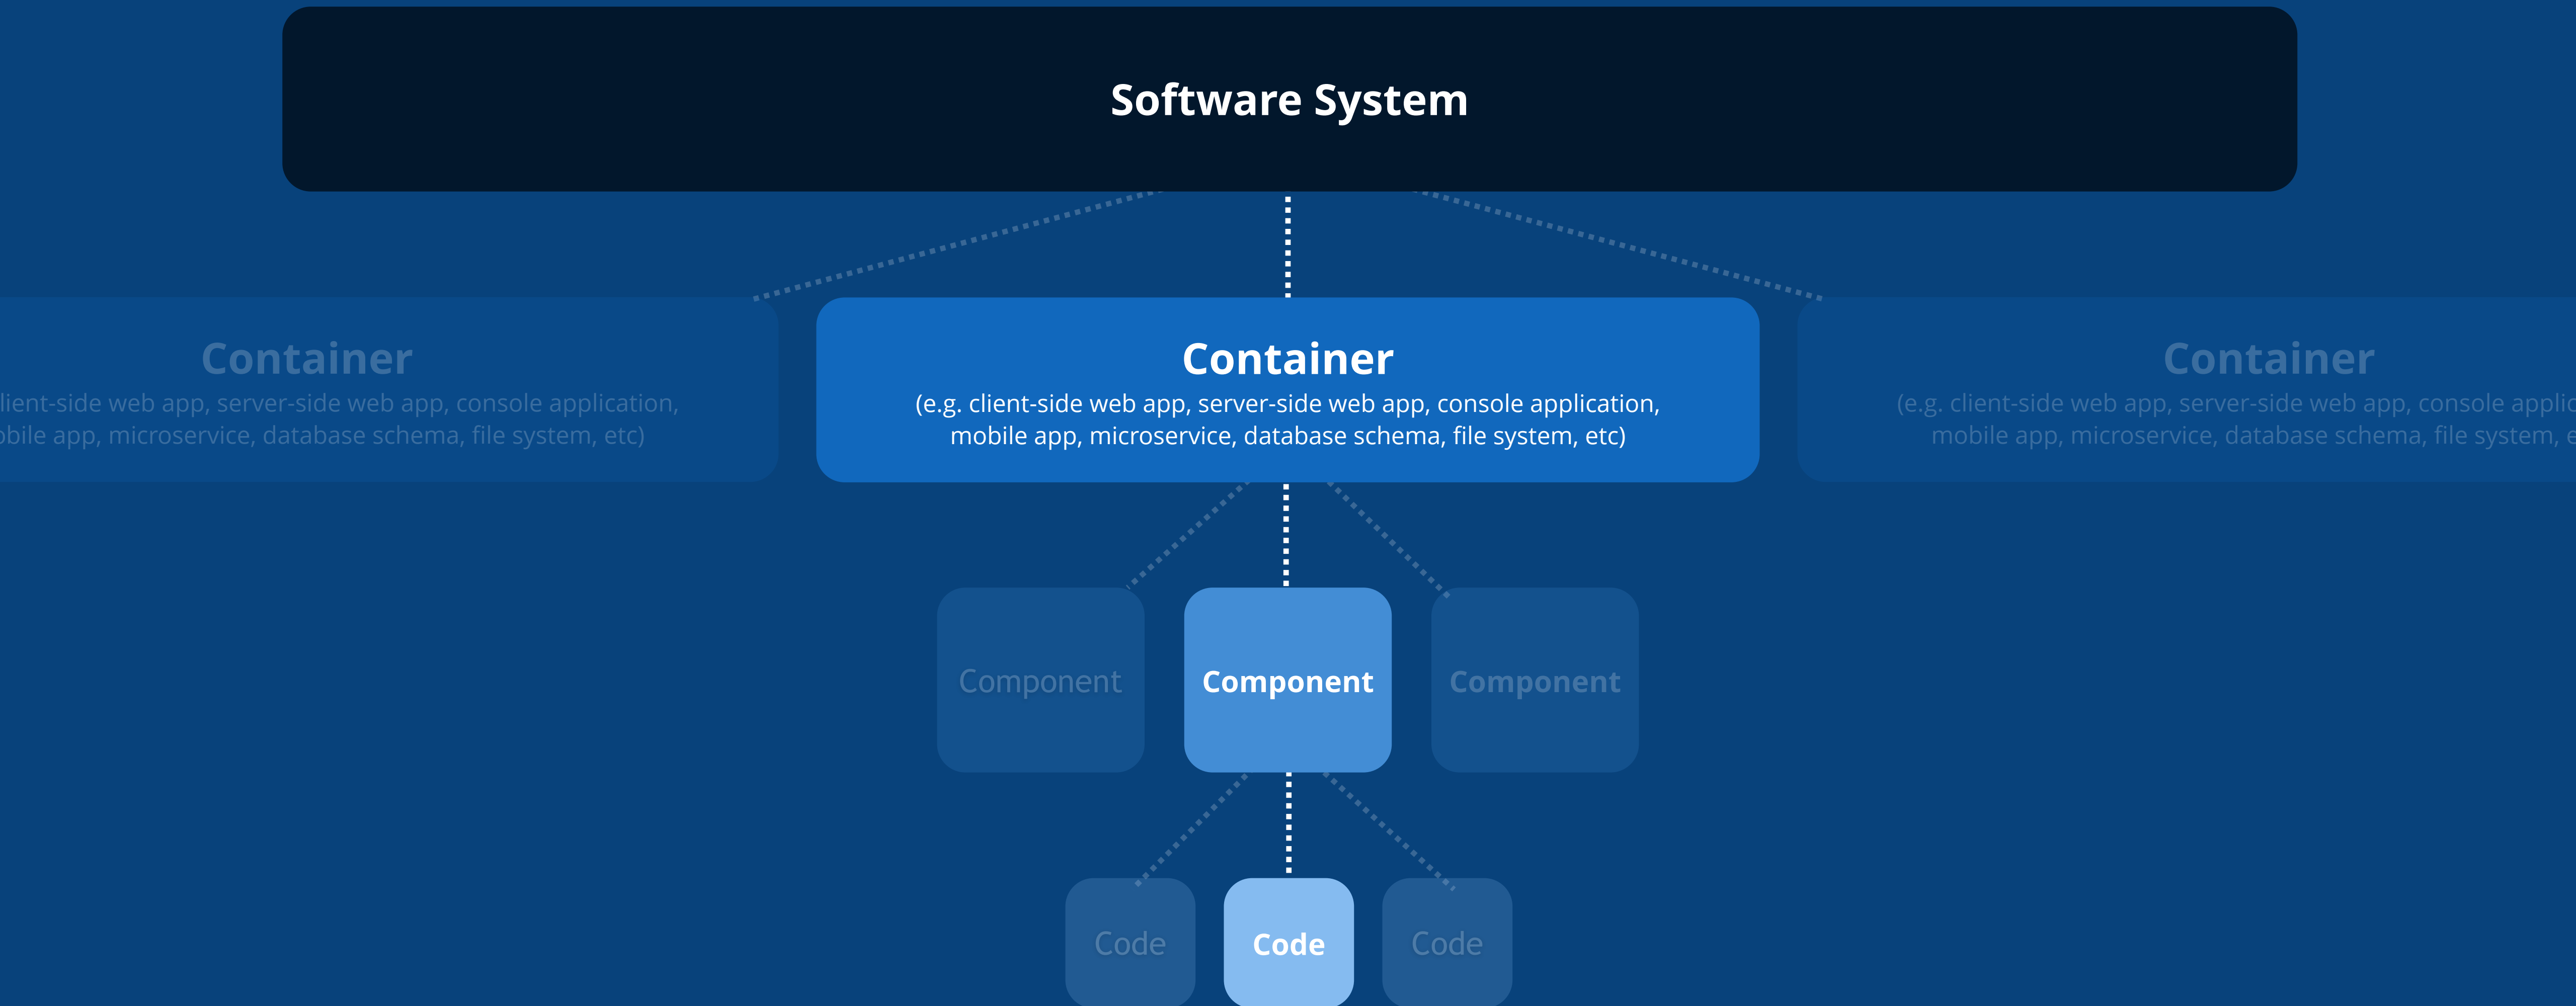 Software System
Container
lient-side web app, server-side web app, console application,
obile app, microservice, database schema, file system, etc)
Container
(e.g. client-side web app, server-side web app, console application,
mobile app, microservice, database schema, file system, etc)
Container
(e.g. client-side web app, server-side web app, console applic
mobile app, microservice, database schema, file system, e
Component
Component
Component
Code
Code
Code